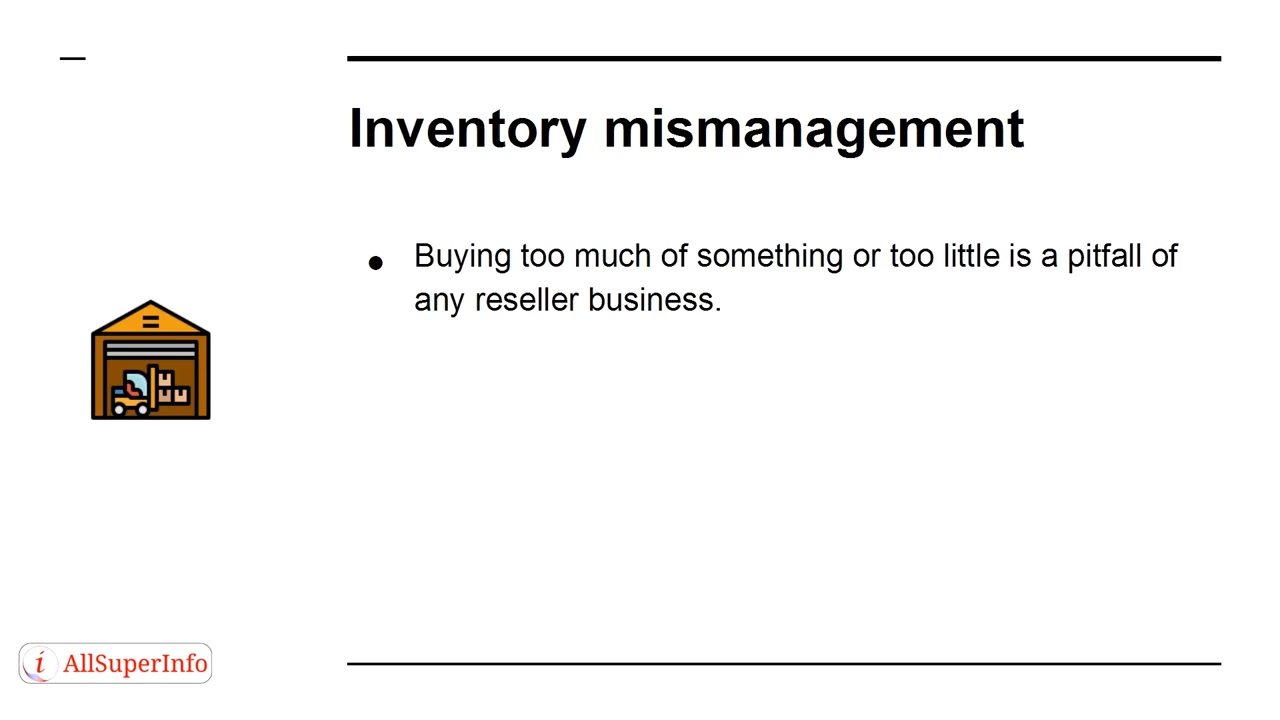 Inventory mismanagement
● Buying too much of something or too little is a pitfall of
any reseller business.
i AllSuperInfo